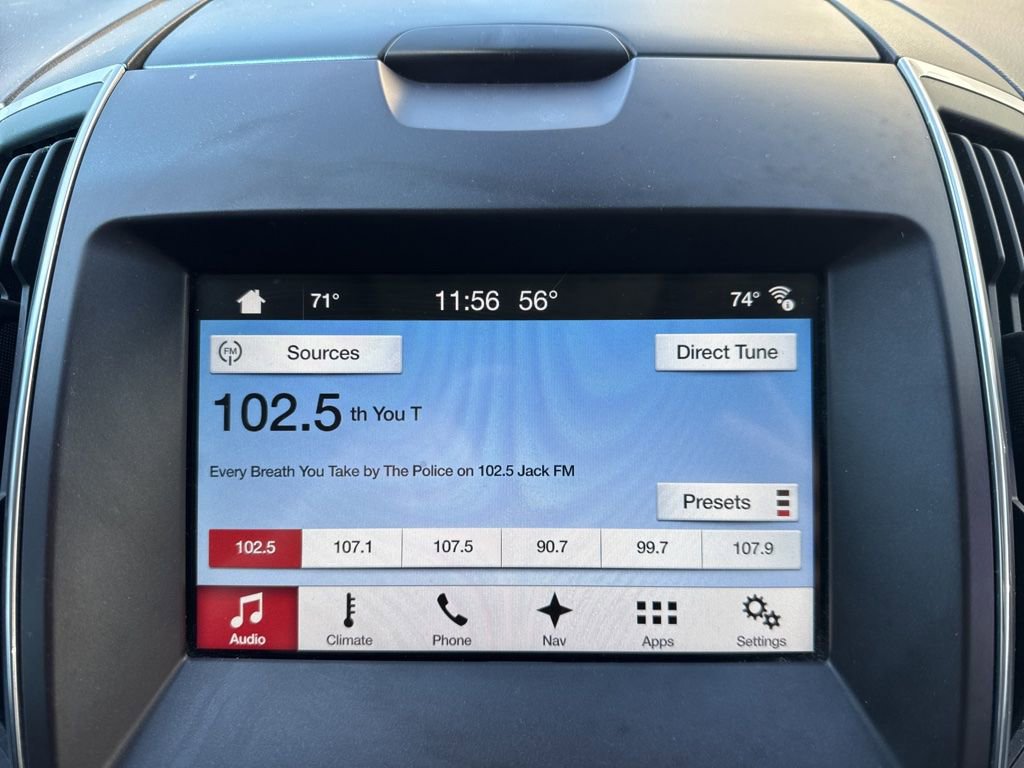 71° 11:56 56° 74°
FM Sources Direct Tune
102.5 th You T
Every Breath You Take by The Police on 102.5 Jack FM
Presets
102.5 107.1 107.5 90.7 99.7 107.9
Audio Climate Phone Nav Apps Settings